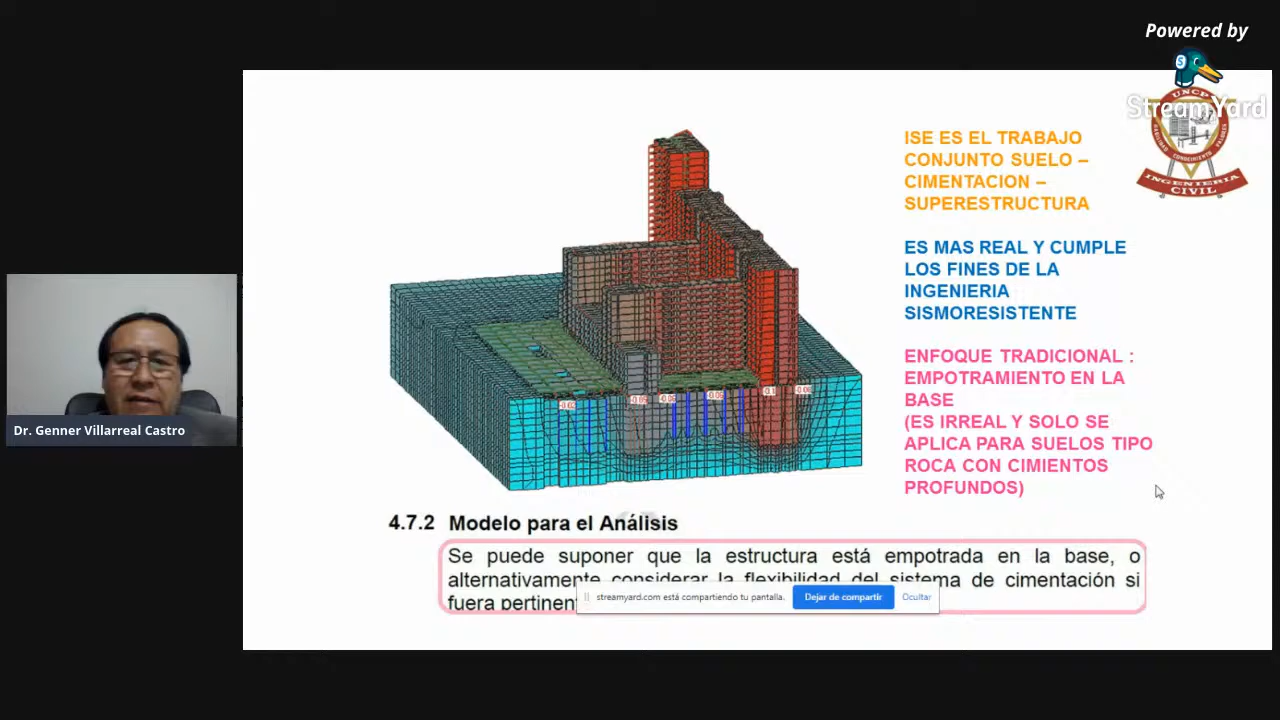 Powered by
StreamYard
ISE ES EL TRABAJO
CONJUNTO SUELO –
CIMENTACION –
SUPERESTRUCTURA
UNCP
INGENIERIA
CIVIL
ES MAS REAL Y CUMPLE
LOS FINES DE LA
INGENIERIA
SISMORESISTENTE
ENFOQUE TRADICIONAL :
EMPOTRAMIENTO EN LA
BASE
(ES IRREAL Y SOLO SE
APLICA PARA SUELOS TIPO
ROCA CON CIMIENTOS
PROFUNDOS)
Dr. Genner Villarreal Castro
4.7.2 Modelo para el Análisis
Se puede suponer que la estructura está empotrada en la base, o
alternativamente considerar la flexibilidad del sistema de cimentación si
fuera pertinen
streamyard.com está compartiendo tu pantalla.
Dejar de compartir
Ocultar